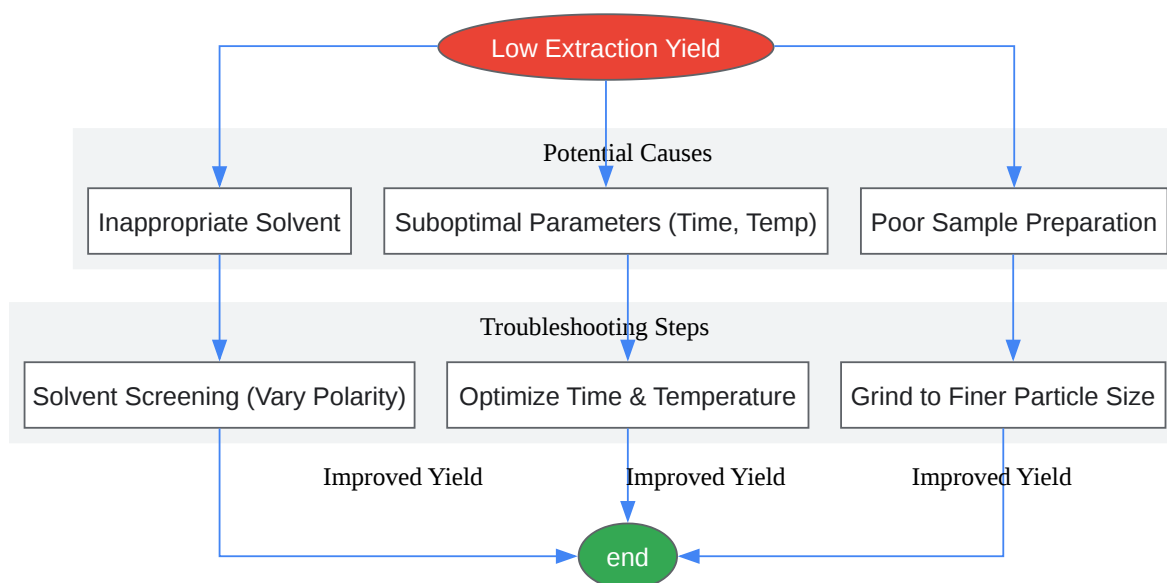 Low Extraction Yield
Potential Causes
Inappropriate Solvent
Suboptimal Parameters (Time, Temp)
Poor Sample Preparation
Troubleshooting Steps
Solvent Screening (Vary Polarity)
Optimize Time & Temperature
Grind to Finer Particle Size
Improved Yield
Improved Yield
Improved Yield
end